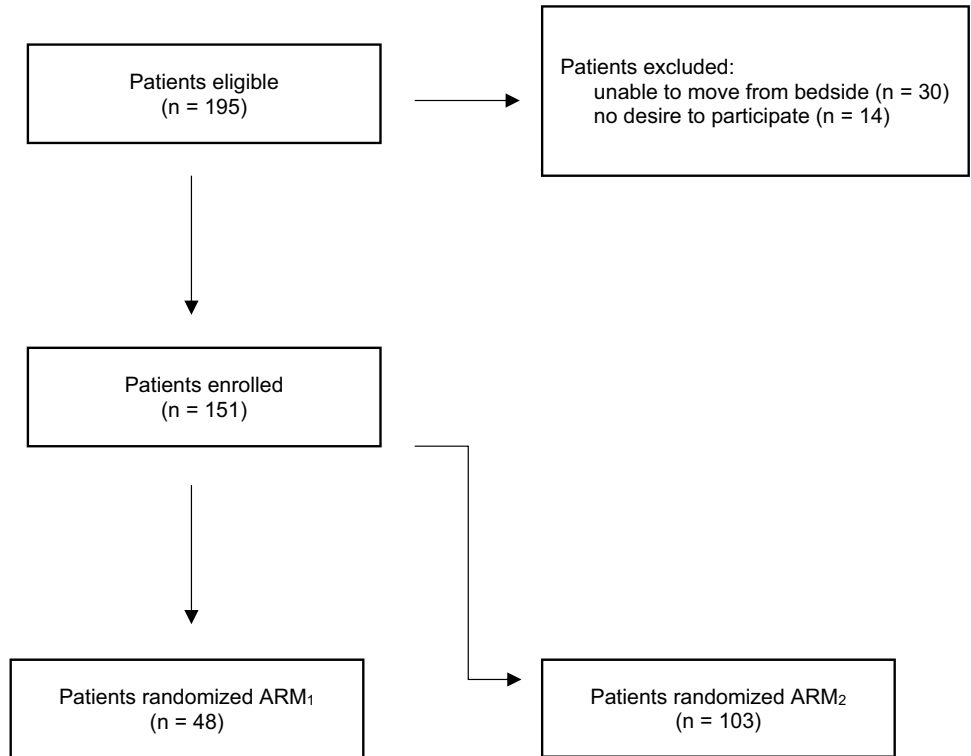 Patients eligible
(n = 195)
Patients excluded:
unable to move from bedside (n = 30)
no desire to participate (n = 14)
Patients enrolled
(n = 151)
Patients randomized ARM₁
(n = 48)
Patients randomized ARM₂
(n = 103)